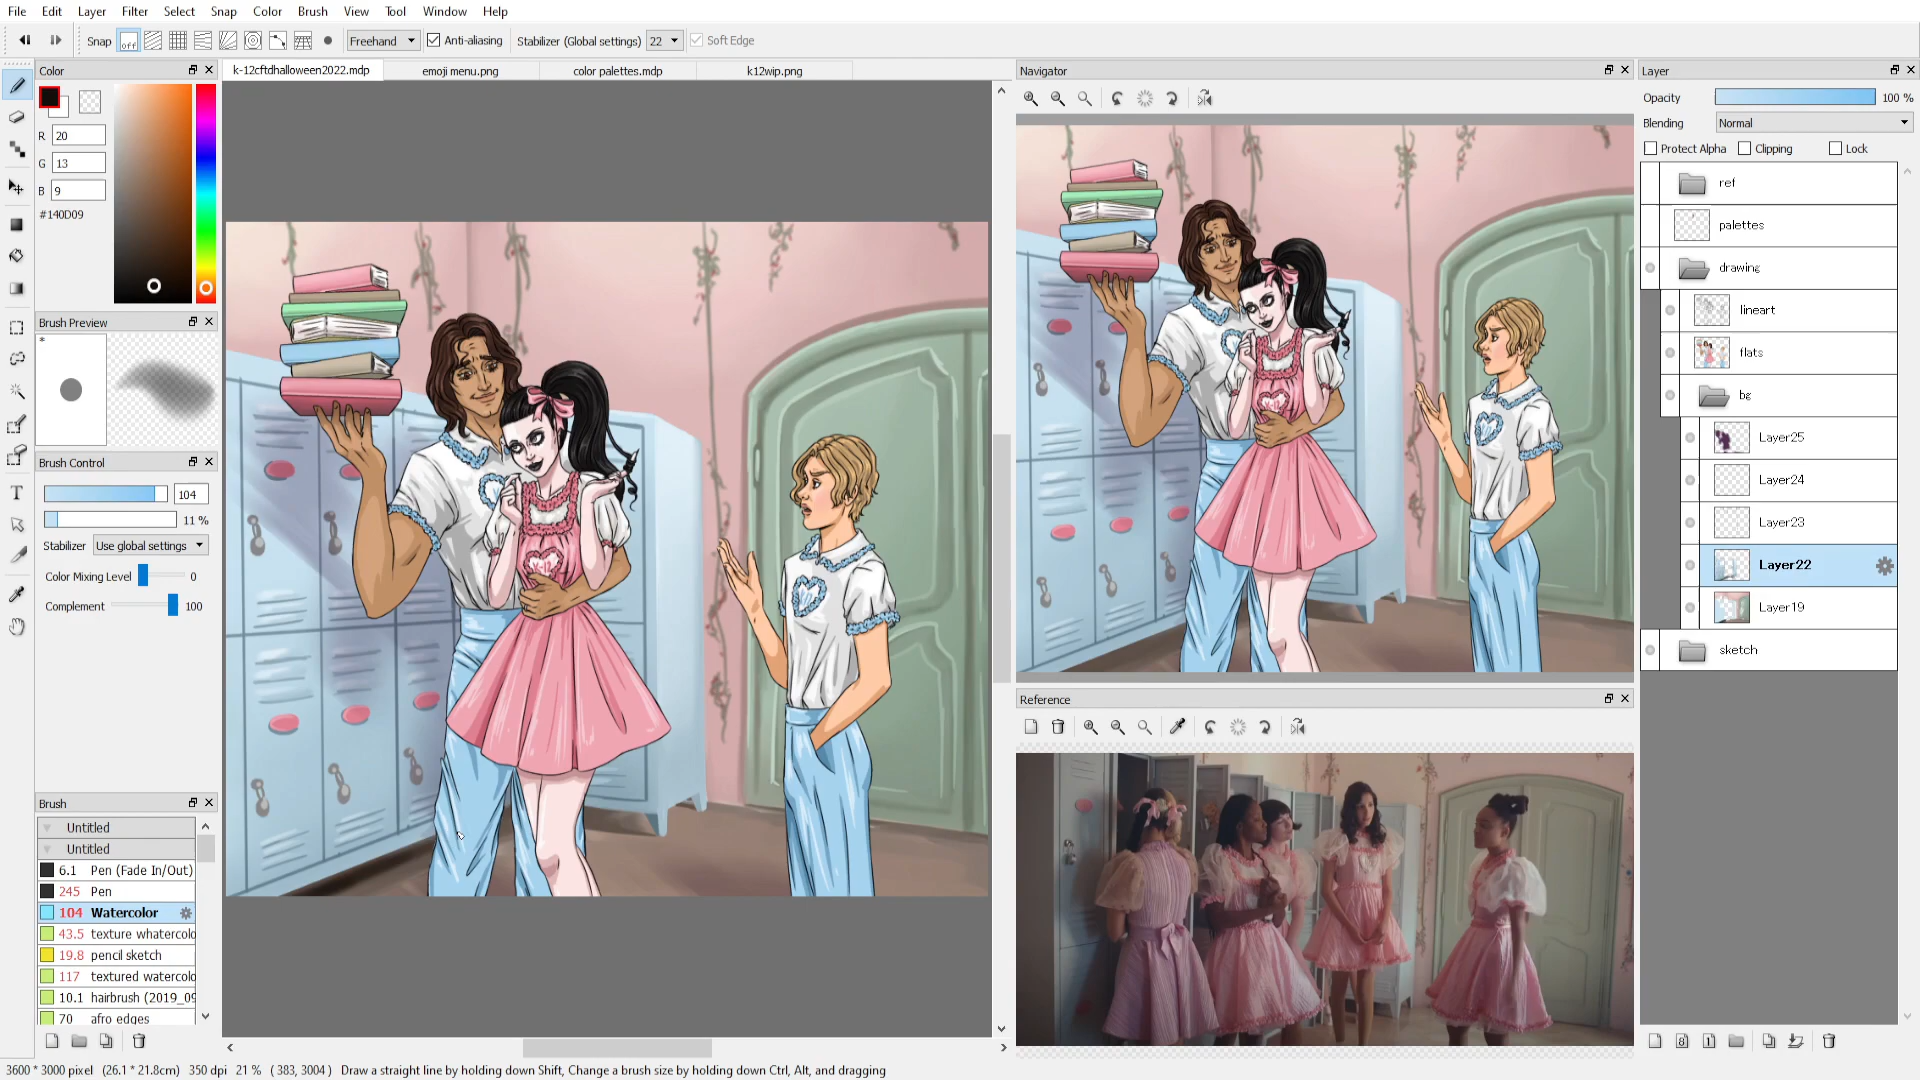 File Edit Layer Filter Select Snap Color Brush View Tool Window Help
Snap off Freehand Anti-aliasing Stabilizer (Global settings) 22 Soft Edge
Color
k-12cftdhalloween2022.mdp emoji menu.png color palettes.mdp k12wip.png
Navigator
Layer
R 20
G 13
B 9
#140D09
Brush Preview
*
Brush Control
104
11 %
Stabilizer Use global settings
Color Mixing Level 0
Complement 100
Brush
Untitled
Untitled
6.1 Pen (Fade In/Out)
245 Pen
104 Watercolor
43.5 texture whatercolo
19.8 pencil sketch
117 textured watercolo
10.1 hairbrush (2019_09
70 afro edges
K-12
Reference
Opacity 100 %
Blending Normal
Protect Alpha Clipping Lock
ref
palettes
drawing
lineart
flats
bg
Layer25
Layer24
Layer23
Layer22
Layer19
sketch
8 1
T
3600 * 3000 pixel (26.1 * 21.8cm) 350 dpi 21 % ( 383, 3004 ) Draw a straight line by holding down Shift, Change a brush size by holding down Ctrl, Alt, and dragging